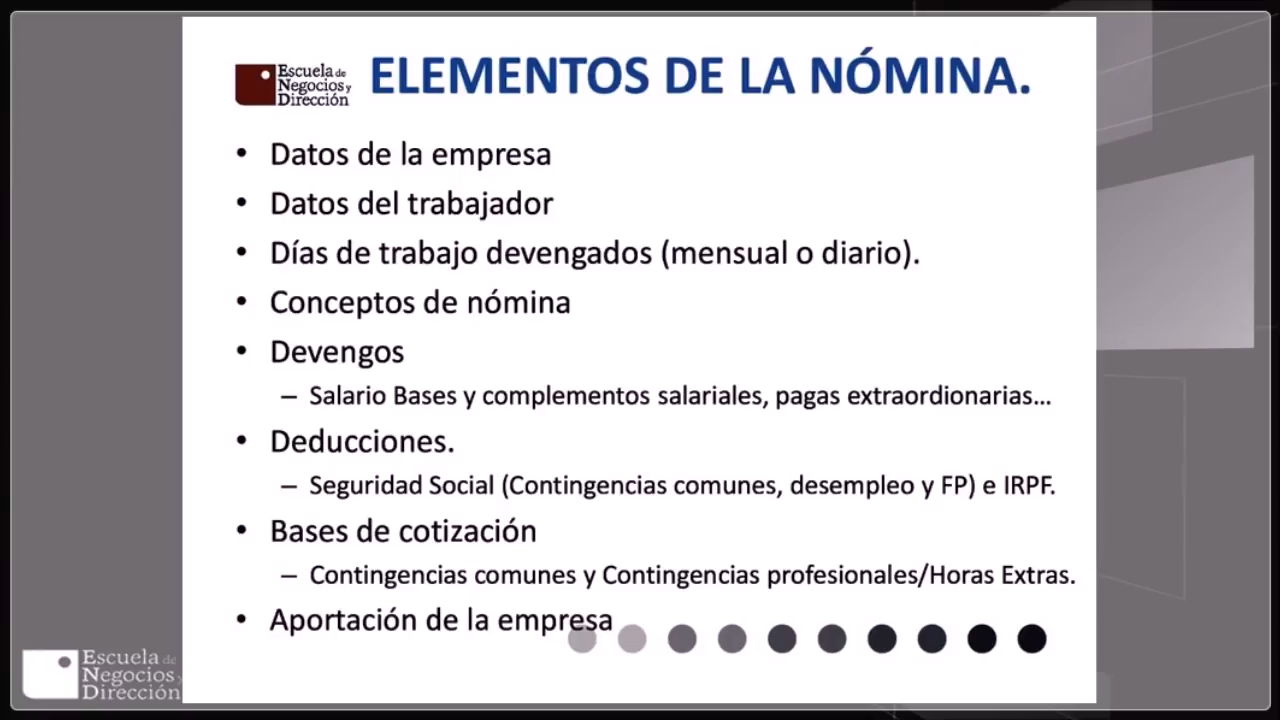 Escuela de
Negocios y
Dirección
ELEMENTOS DE LA NÓMINA.
• Datos de la empresa
• Datos del trabajador
• Días de trabajo devengados (mensual o diario).
• Conceptos de nómina
• Devengos
– Salario Bases y complementos salariales, pagas extraordionarias...
• Deducciones.
– Seguridad Social (Contingencias comunes, desempleo y FP) e IRPF.
• Bases de cotización
– Contingencias comunes y Contingencias profesionales/Horas Extras.
• Aportación de la empresa
Escuela de
Negocios y
Dirección